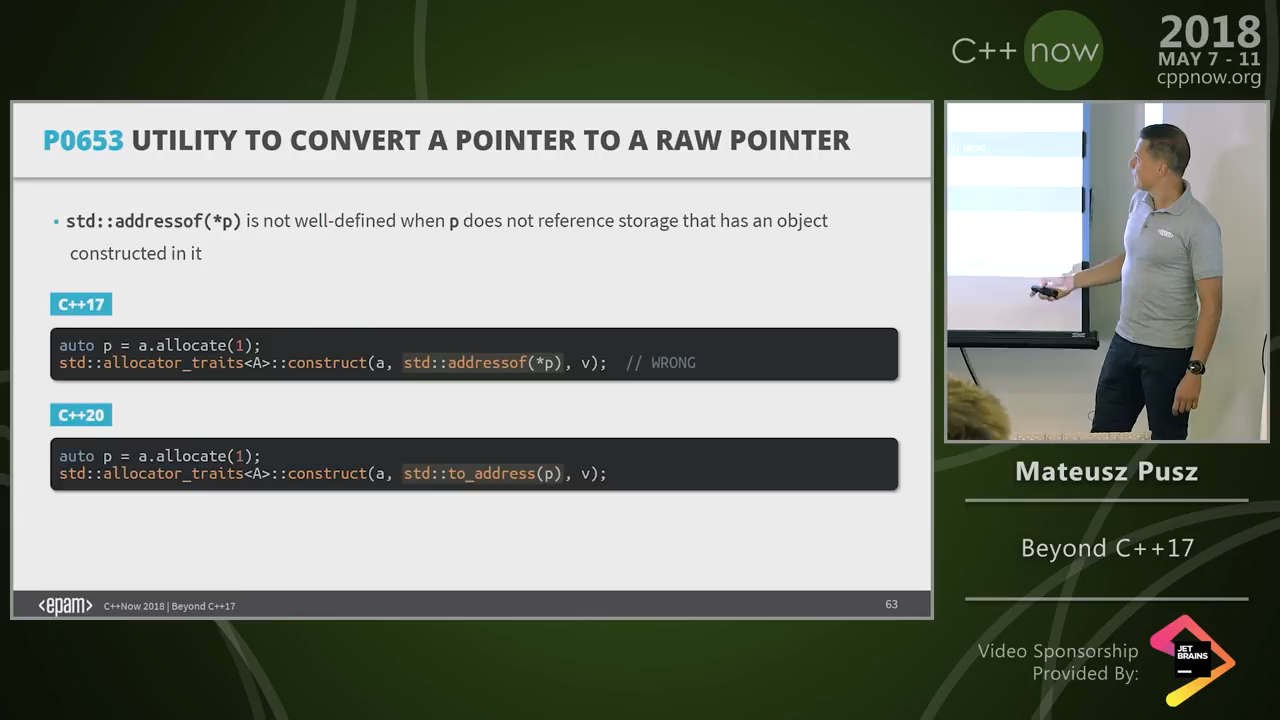 C++ now
2018
MAY 7 - 11
cppnow.org
P0653 UTILITY TO CONVERT A POINTER TO A RAW POINTER
• std::addressof(*p) is not well-defined when p does not reference storage that has an object
constructed in it
C++17
auto p = a.allocate(1);
std::allocator_traits<A>::construct(a, std::addressof(*p), v); // WRONG
C++20
auto p = a.allocate(1);
std::allocator_traits<A>::construct(a, std::to_address(p), v);
<epam> C++Now 2018 | Beyond C++17
63
Mateusz Pusz
Beyond C++17
Video Sponsorship
Provided By:
JET
BRAINS